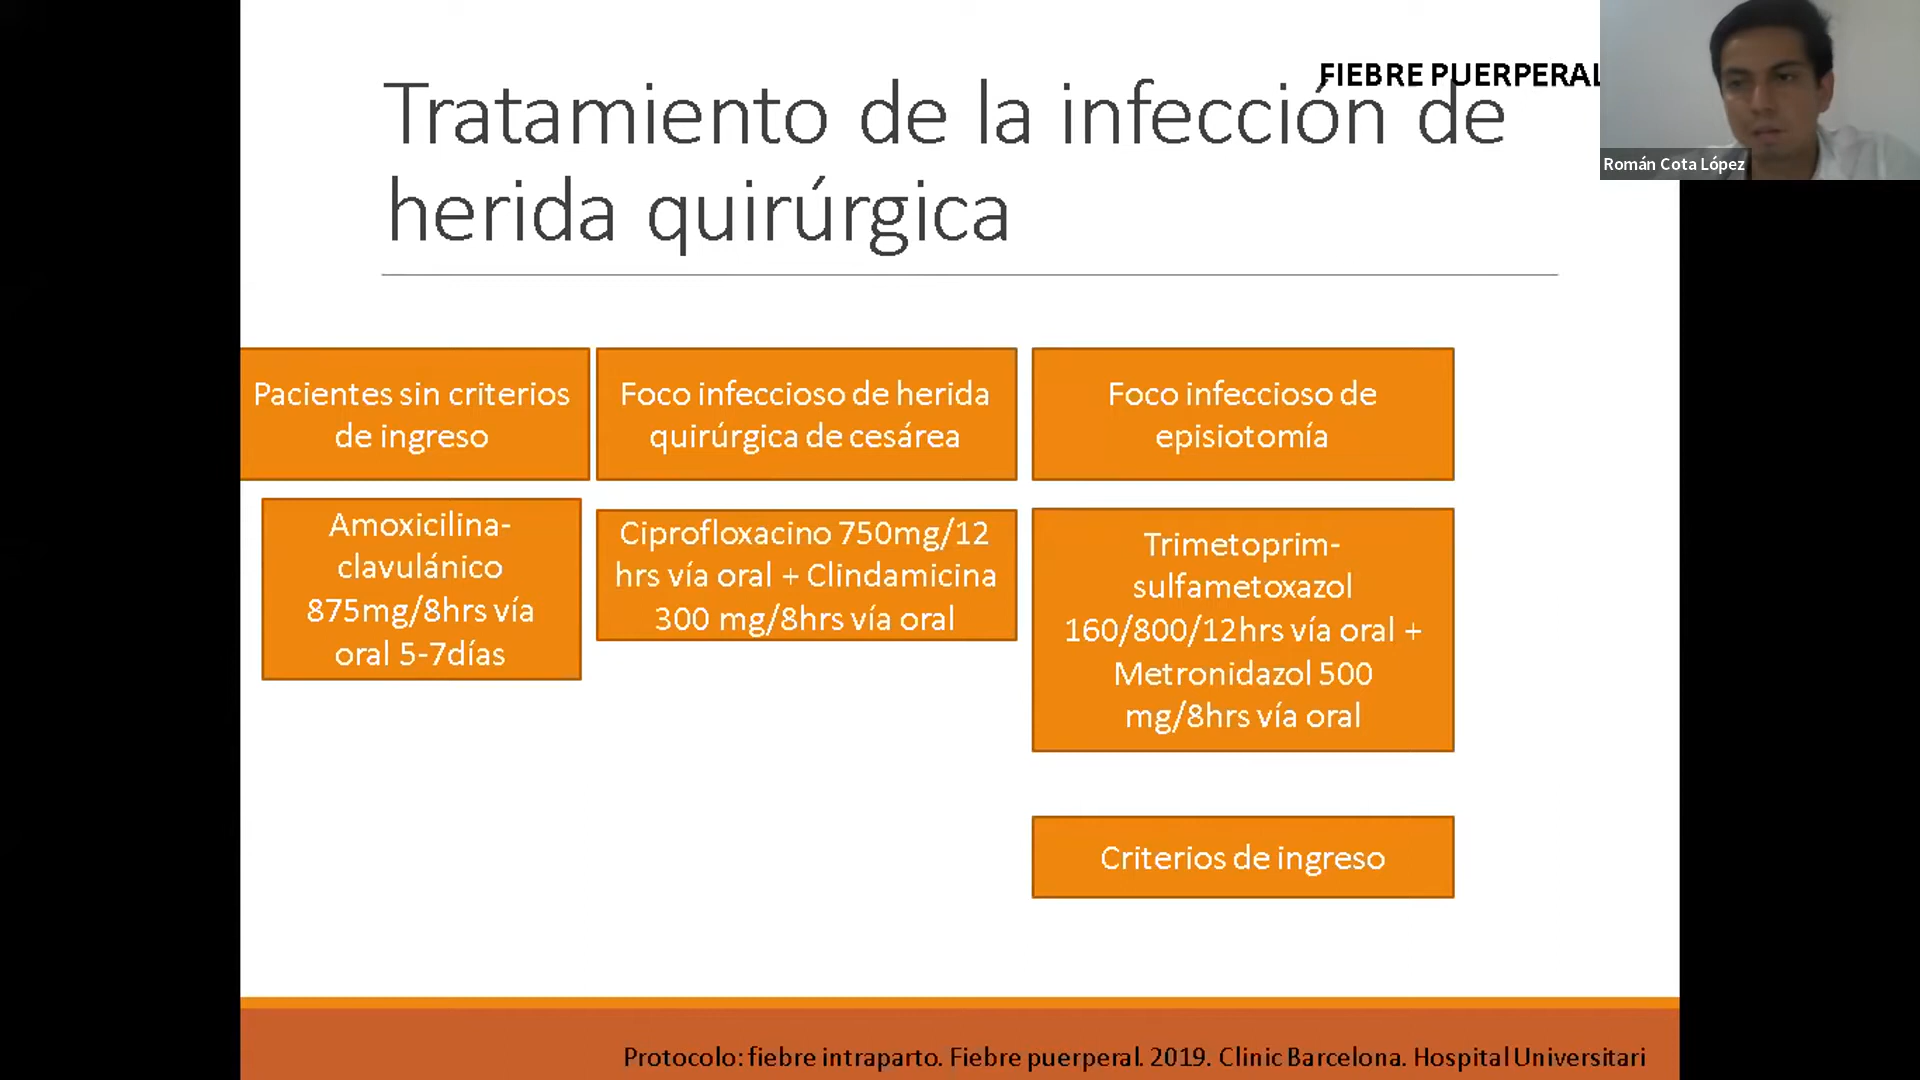 FIEBRE PUERPERAL
Tratamiento de la infección de
herida quirúrgica
Román Cota López
Pacientes sin criterios
de ingreso
Foco infeccioso de herida
quirúrgica de cesárea
Foco infeccioso de
episiotomía
Amoxicilina-
clavulánico
875mg/8hrs vía
oral 5-7días
Ciprofloxacino 750mg/12
hrs vía oral + Clindamicina
300 mg/8hrs vía oral
Trimetoprim-
sulfametoxazol
160/800/12hrs vía oral +
Metronidazol 500
mg/8hrs vía oral
Criterios de ingreso
Protocolo: fiebre intraparto. Fiebre puerperal. 2019. Clinic Barcelona. Hospital Universitari